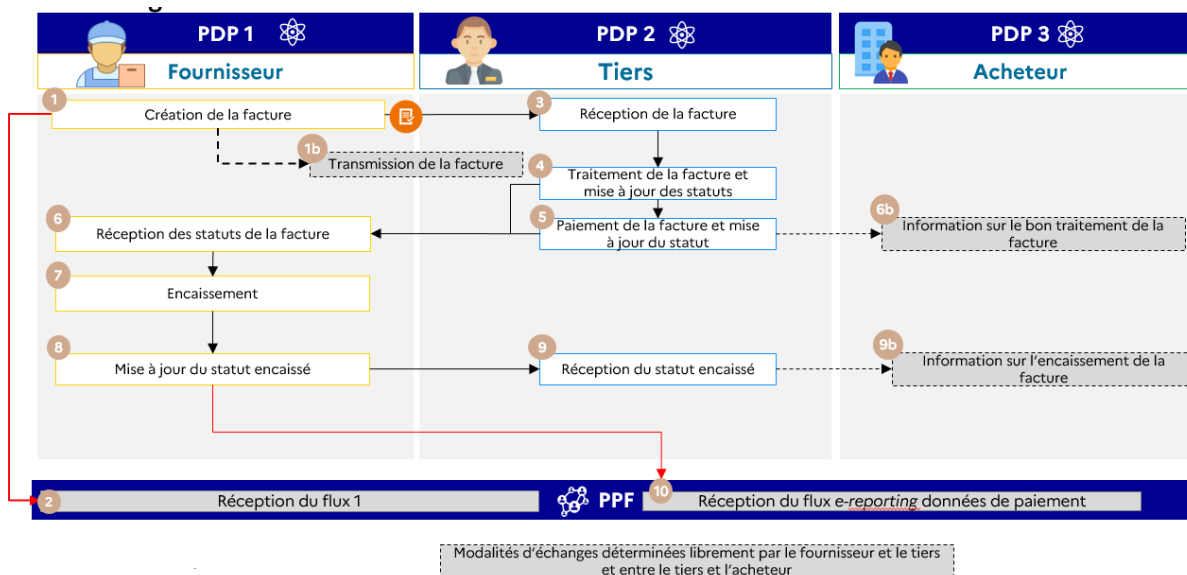 PDP 1
PDP 2
PDP 3
Fournisseur
Tiers
Acheteur
1
Création de la facture
3
Réception de la facture
1b
Transmission de la facture
4
Traitement de la facture et
mise à jour des statuts
5
Paiement de la facture et mise
à jour du statut
6
Réception des statuts de la facture
6b
Information sur le bon traitement de la
facture
7
Encaissement
8
Mise à jour du statut encaissé
9
Réception du statut encaissé
9b
Information sur l'encaissement de la
facture
2
Réception du flux 1
PPF
10
Réception du flux e-reporting données de paiement
Modalités d'échanges déterminées librement par le fournisseur et le tiers
et entre le tiers et l'acheteur